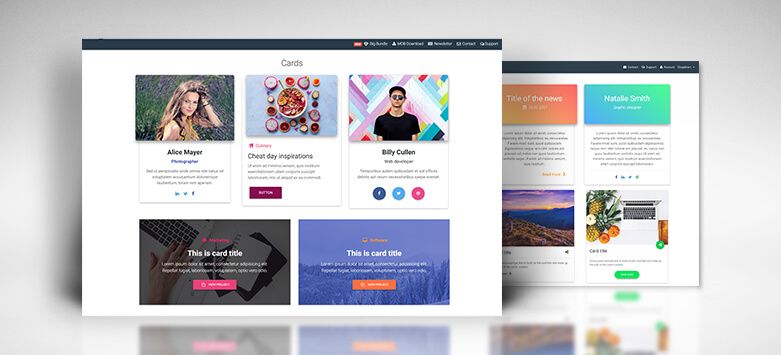 NEW Big Bundle MDB Download Newsletter Contact Support
Cards
Alice Mayer
Photographer
Sed ut perspiciatis unde omnis iste natus sit
voluptatem accusantium doloremque
laudantium, totam rem aperiam.
Culinary
Cheat day inspirations
Ut enim ad minima veniam, quis nostrum
exercitationem ullam corporis suscipit
laboriosam, nisi ut aliquid ex ea commodi.
BUTTON
Billy Cullen
Web developer
Temporibus autem quibusdam et aut officiis
debitis aut rerum necessitatibus saepe eveniet.
Marketing
This is card title
Lorem ipsum dolor sit amet, consectetur adipisicing elit.
Repellat fugiat, laboriosam, voluptatem, optio vero odio
VIEW PROJECT
Software
This is card title
Lorem ipsum dolor sit amet, consectetur adipisicing elit.
Repellat fugiat, laboriosam, voluptatem, optio vero odio
VIEW PROJECT
Contact Support Account Dropdown
Title of the news
Read more
Natalie Smith
Graphic designer
Card title